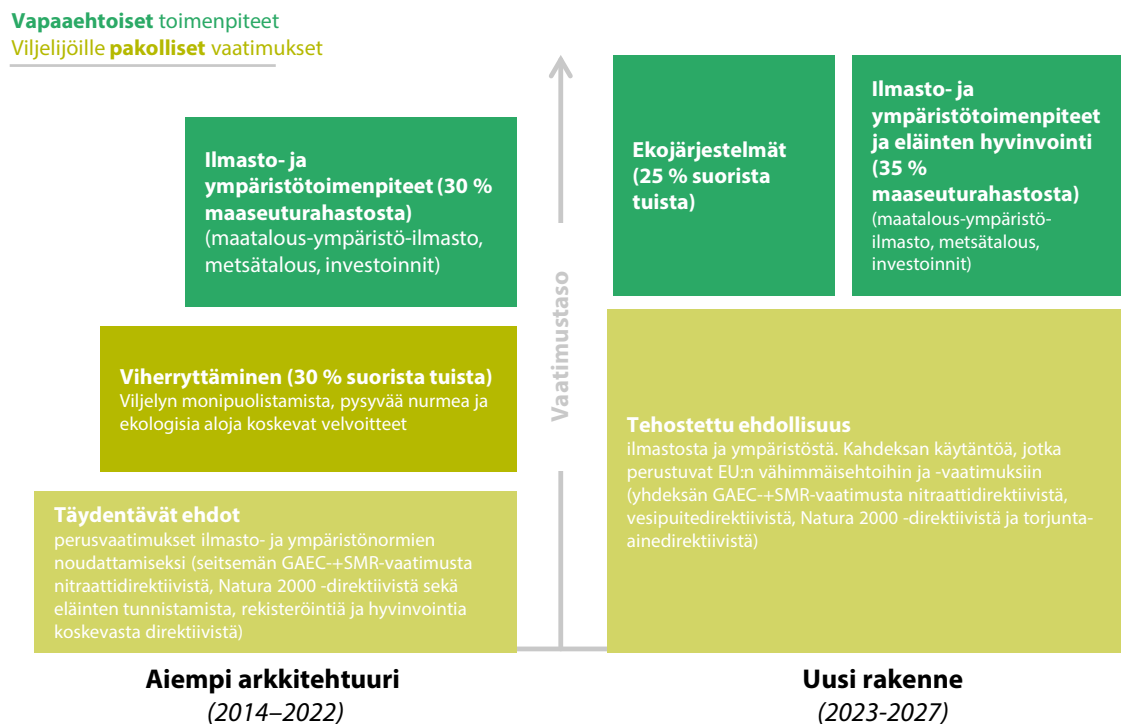 Vapaaehtoiset toimenpiteet
Viljelijöille pakolliset vaatimukset
Ilmasto- ja
ympäristötoimenpiteet (30 %
maaseuturahastosta)
(maatalous-ympäristö-ilmasto,
metsätalous, investoinnit)
Viherryttäminen (30 % suorista tuista)
Viljelyn monipuolistamista, pysyvää nurmea ja
ekologisia aloja koskevat velvoitteet
Täydentävät ehdot
perusvaatimukset ilmasto- ja ympäristönormien
noudattamiseksi (seitsemän GAEC-+SMR-vaatimusta
nitraattidirektiivistä, Natura 2000 -direktiivistä sekä
eläinten tunnistamista, rekisteröintiä ja hyvinvointia
koskevasta direktiivistä)
Aiempi arkkitehtuuri
(2014–2022)
Vaatimustaso
Ekojärjestelmät
(25 % suorista
tuista)
Ilmasto- ja
ympäristötoimenpiteet
ja eläinten hyvinvointi
(35 %
maaseuturahastosta)
(maatalous-ympäristö-
ilmasto, metsätalous,
investoinnit)
Tehostettu ehdollisuus
ilmastosta ja ympäristöstä. Kahdeksan käytäntöä, jotka
perustuvat EU:n vähimmäisehtoihin ja -vaatimuksiin
(yhdeksän GAEC-+SMR-vaatimusta nitraattidirektiivistä,
vesipuitedirektiivistä, Natura 2000 -direktiivistä ja torjunta-
ainedirektiivistä)
Uusi rakenne
(2023-2027)